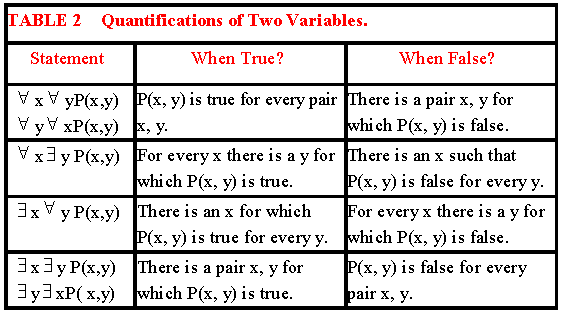 TABLE 2 Quantifications of Two Variables.
Statement When True? When False?
∀ x ∀ yP(x,y)
∀ y ∀ xP(x,y)
P(x, y) is true for every pair
x, y.
There is a pair x, y for
which P(x, y) is false.
∀ x ∃ y P(x,y)
For every x there is a y for
which P(x, y) is true.
There is an x such that
P(x, y) is false for every y.
∃ x ∀ y P(x,y)
There is an x for which
P(x, y) is true for every y.
For every x there is a y for
which P(x, y) is false.
∃ x ∃ y P(x,y)
∃ y ∃ xP( x,y)
There is a pair x, y for
which P(x, y) is true.
P(x, y) is false for every
pair x, y.